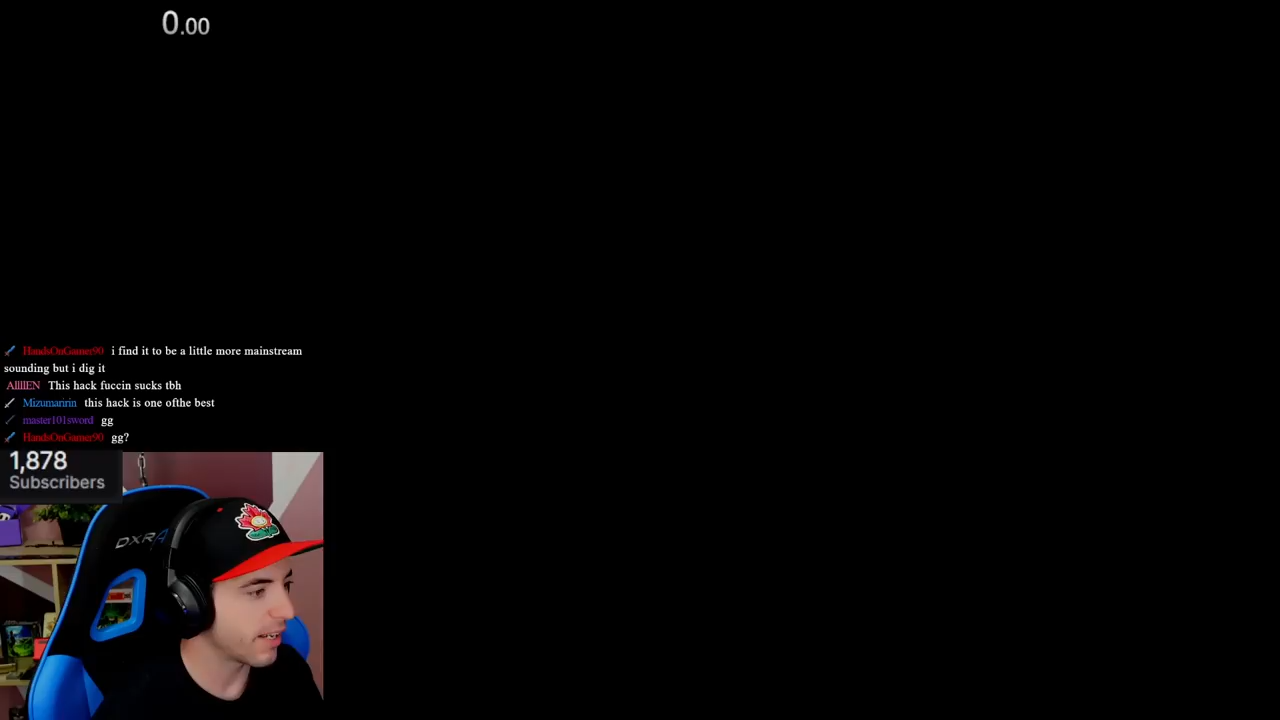 0.00
HandsOnGamer90 i find it to be a little more mainstream
sounding but i dig it
AllllEN This hack fuccin sucks tbh
Mizumaririn this hack is one ofthe best
master101sword gg
HandsOnGamer90 gg?
1,878
Subscribers
DXR